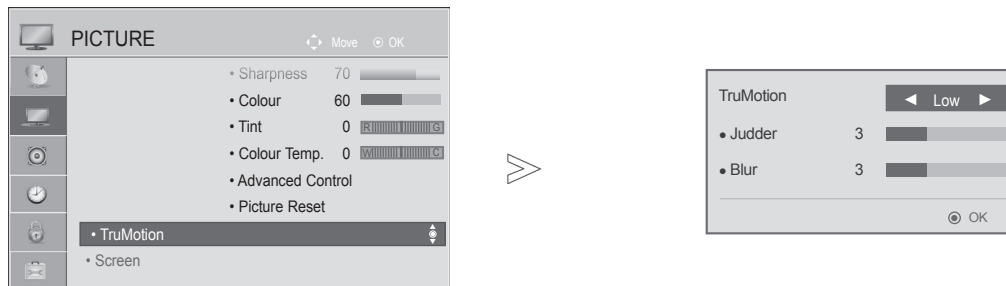 PICTURE
Move ⦿ OK
• Sharpness 70
• Colour 60
• Tint 0 R G
• Colour Temp. 0 W C
• Advanced Control
• Picture Reset
• TruMotion
• Screen
TruMotion ◄ Low ►
• Judder 3
• Blur 3
⦿ OK